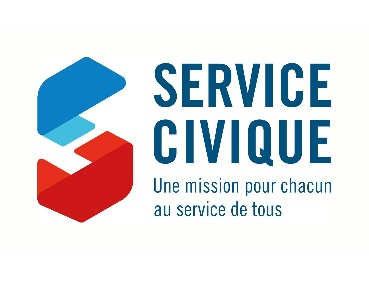 SERVICE
CIVIQUE
Une mission pour chacun
au service de tous